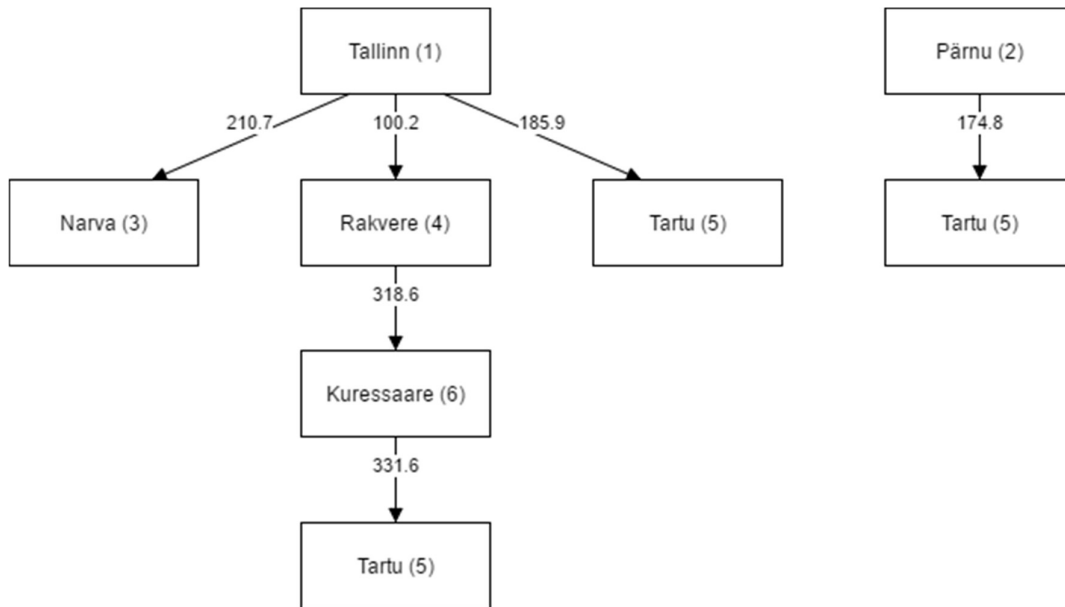 Tallinn (1)
Pärnu (2)
210.7
100.2
185.9
174.8
Narva (3)
Rakvere (4)
Tartu (5)
Tartu (5)
318.6
Kuressaare (6)
331.6
Tartu (5)